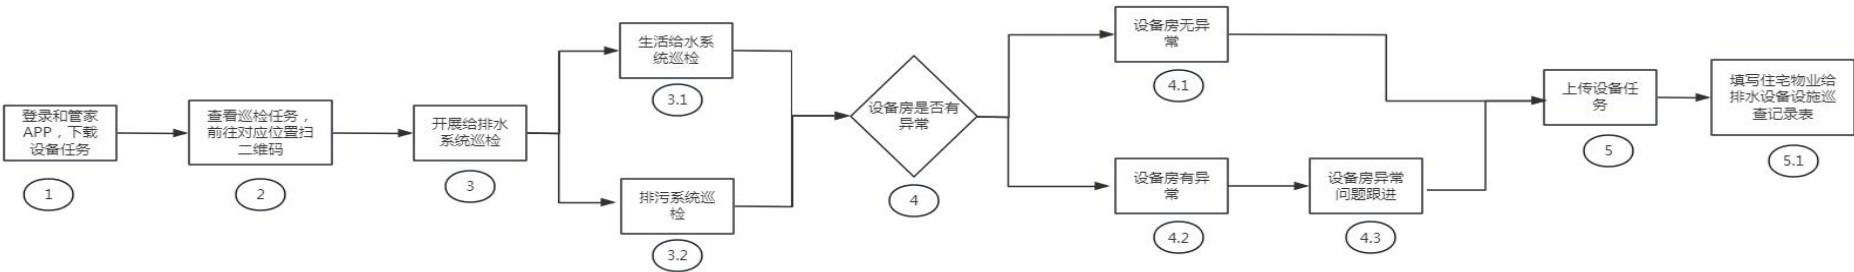 登录和管家
APP，下载
设备任务
1
查看巡检任务，
前往对应位置扫
二维码
2
开展给排水
系统巡检
3
生活给水系
统巡检
3.1
排污系统巡
检
3.2
设备房是否有
异常
4
设备房无异
常
4.1
设备房有异
常
4.2
设备房异常
问题跟进
4.3
上传设备任
务
5
填写住宅物业给
排水设备设施巡
查记录表
5.1